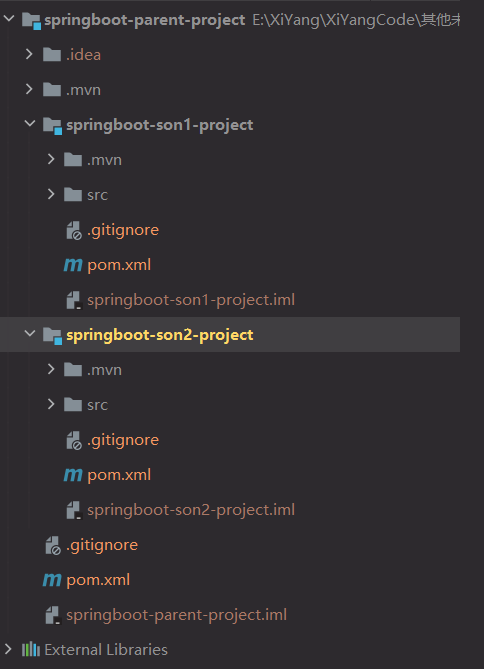 springboot-parent-project E:\XiYang\XiYangCode\其他未
.idea
.mvn
springboot-son1-project
.mvn
src
.gitignore
m pom.xml
springboot-son1-project.iml
springboot-son2-project
.mvn
src
.gitignore
m pom.xml
springboot-son2-project.iml
.gitignore
m pom.xml
springboot-parent-project.iml
External Libraries